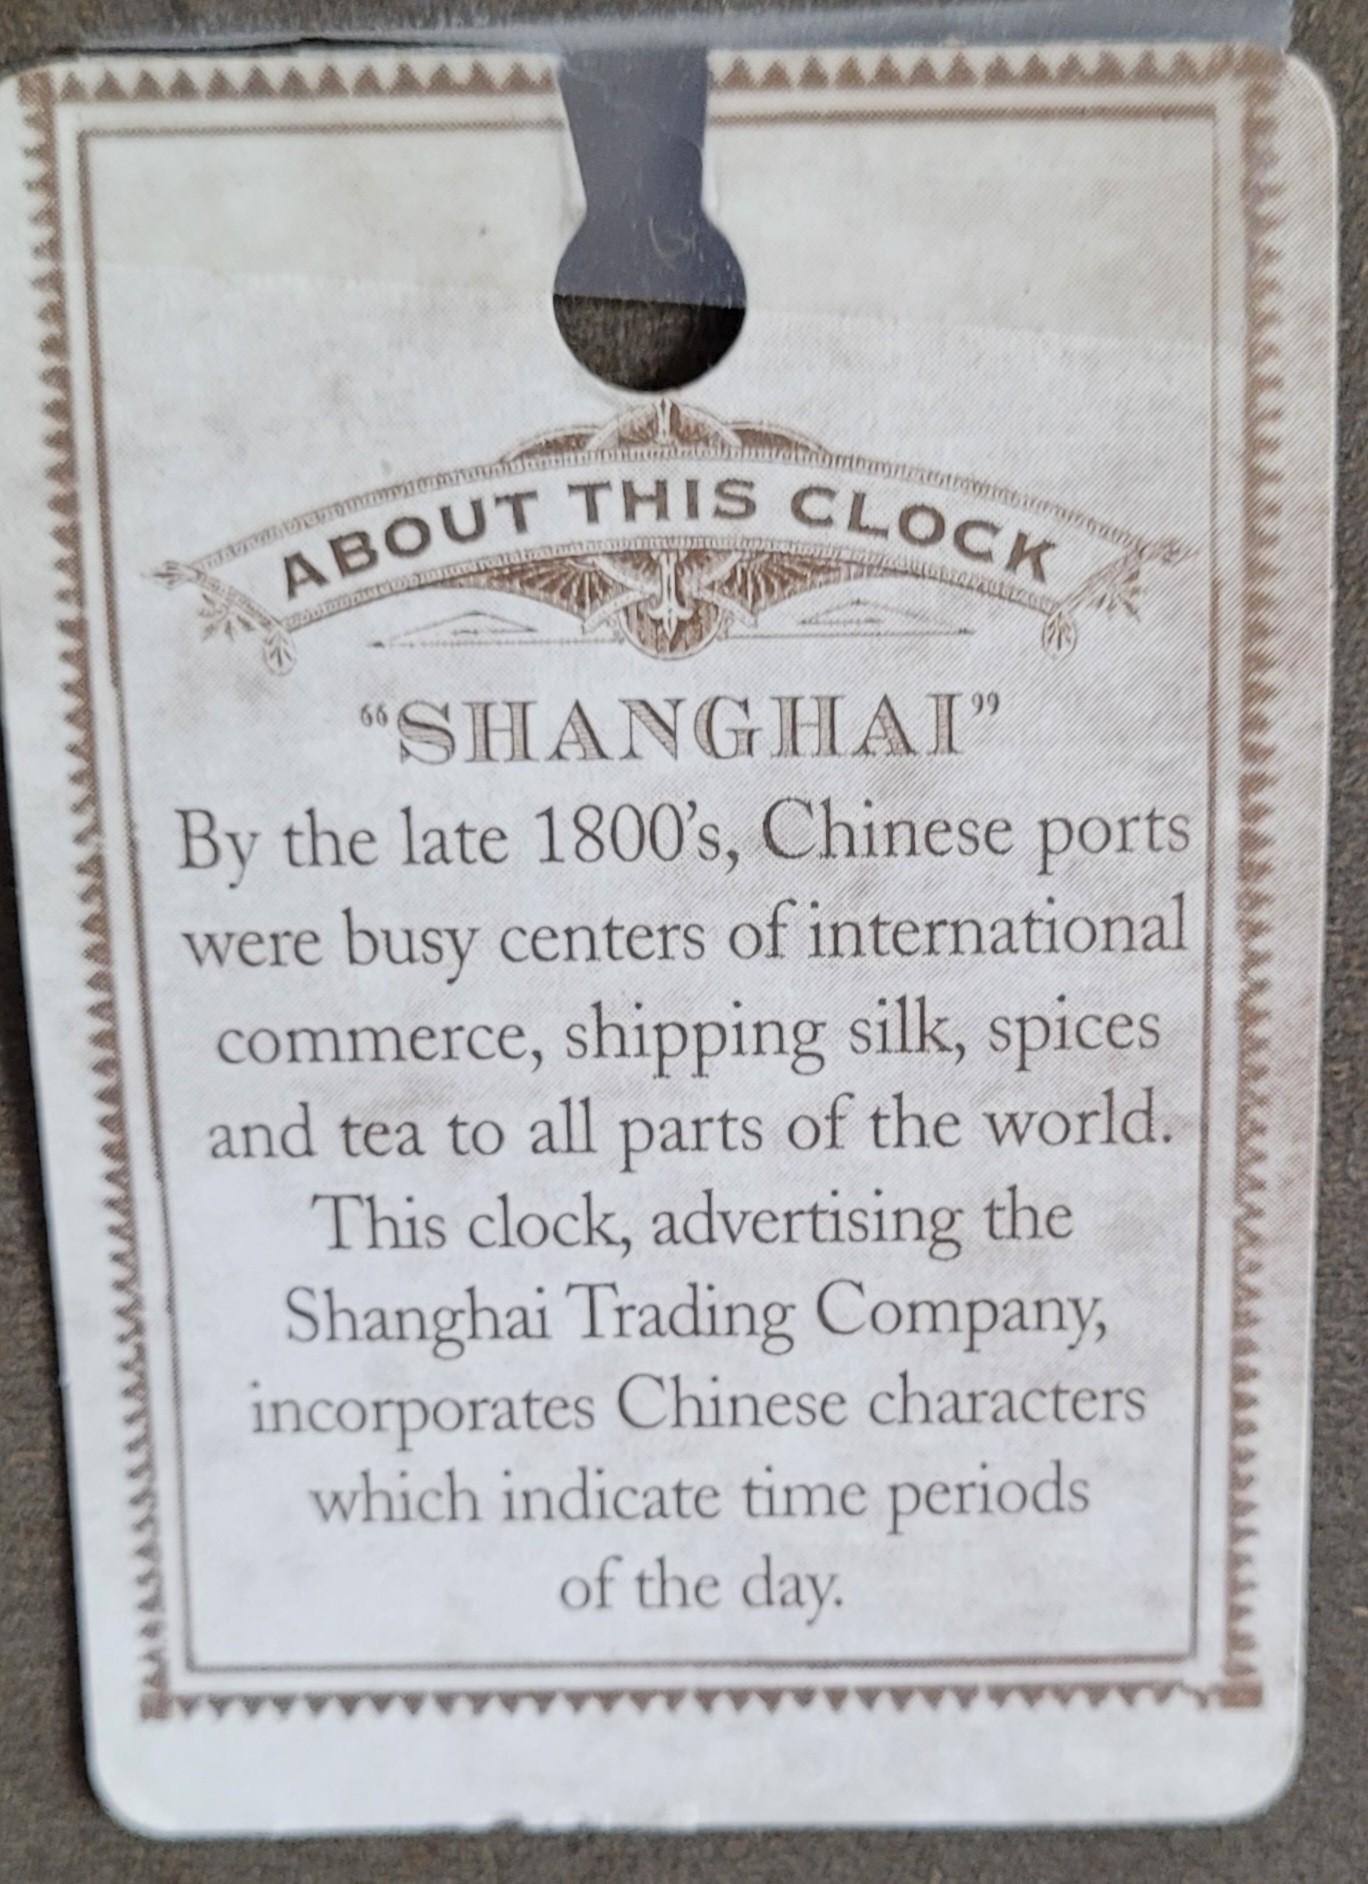 ABOUT THIS CLOCK
“SHANGHAI”
By the late 1800’s, Chinese ports
were busy centers of international
commerce, shipping silk, spices
and tea to all parts of the world.
This clock, advertising the
Shanghai Trading Company,
incorporates Chinese characters
which indicate time periods
of the day.